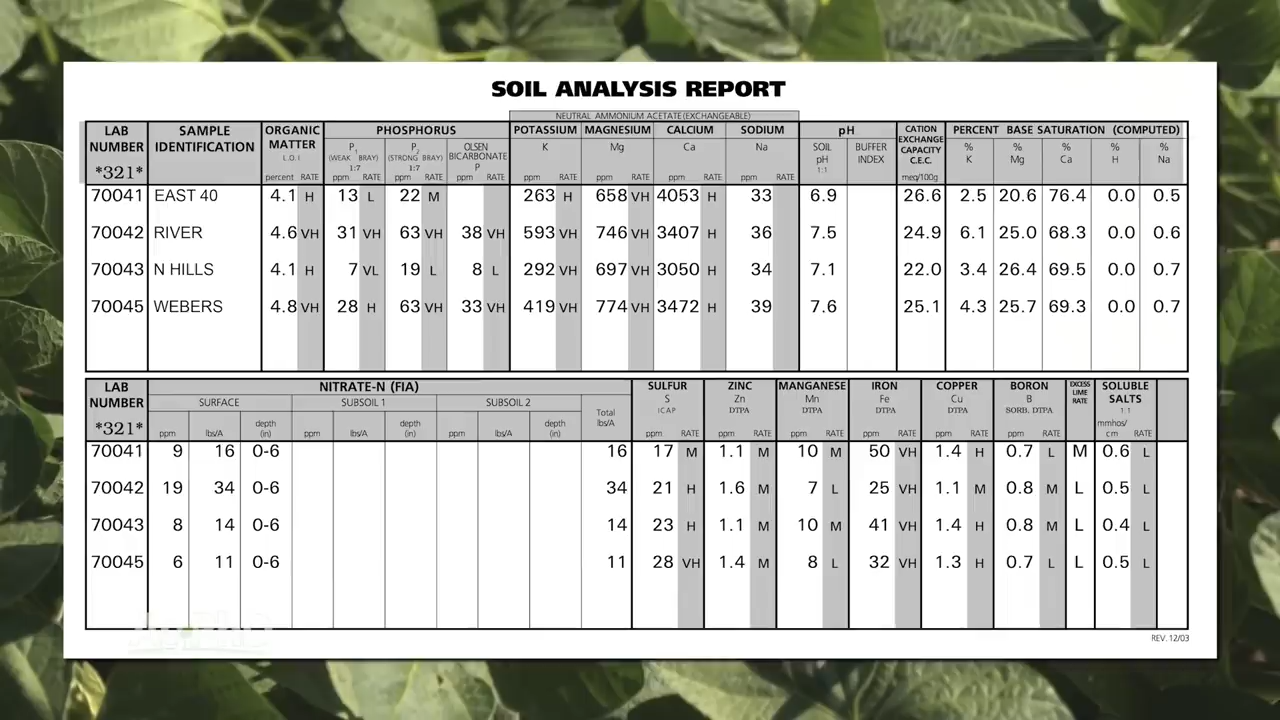 SOIL ANALYSIS REPORT
NEUTRAL AMMONIUM ACETATE (EXCHANGEABLE)
LAB NUMBER *321* SAMPLE IDENTIFICATION ORGANIC MATTER L.O.I percent RATE PHOSPHORUS P1 (WEAK BRAY) 1:7 ppm RATE P2 (STRONG BRAY) 1:7 ppm RATE OLSEN BICARBONATE P ppm RATE POTASSIUM K ppm RATE MAGNESIUM Mg ppm RATE CALCIUM Ca ppm RATE SODIUM Na ppm RATE pH SOIL pH 1:1 BUFFER INDEX CATION EXCHANGE CAPACITY C.E.C. meq/100g PERCENT BASE SATURATION (COMPUTED) % K % Mg % Ca % H % Na
70041 EAST 40 4.1 H 13 L 22 M 263 H 658 VH 4053 H 33 6.9 26.6 2.5 20.6 76.4 0.0 0.5
70042 RIVER 4.6 VH 31 VH 63 VH 38 VH 593 VH 746 VH 3407 H 36 7.5 24.9 6.1 25.0 68.3 0.0 0.6
70043 N HILLS 4.1 H 7 VL 19 L 8 L 292 VH 697 VH 3050 H 34 7.1 22.0 3.4 26.4 69.5 0.0 0.7
70045 WEBERS 4.8 VH 28 H 63 VH 33 VH 419 VH 774 VH 3472 H 39 7.6 25.1 4.3 25.7 69.3 0.0 0.7
LAB NUMBER *321* NITRATE-N (FIA) SURFACE ppm lbs/A depth (in) SUBSOIL 1 ppm lbs/A depth (in) SUBSOIL 2 ppm lbs/A depth (in) Total lbs/A SULFUR S ICAP ppm RATE ZINC Zn DTPA ppm RATE MANGANESE Mn DTPA ppm RATE IRON Fe DTPA ppm RATE COPPER Cu DTPA ppm RATE BORON B SORB. DTPA ppm RATE EXCESS LIME RATE SOLUBLE SALTS 1:1 mmhos/ cm RATE
70041 9 16 0-6 16 17 M 1.1 M 10 M 50 VH 1.4 H 0.7 L M 0.6 L
70042 19 34 0-6 34 21 H 1.6 M 7 L 25 VH 1.1 M 0.8 M L 0.5 L
70043 8 14 0-6 14 23 H 1.1 M 10 M 41 VH 1.4 H 0.8 M L 0.4 L
70045 6 11 0-6 11 28 VH 1.4 M 8 L 32 VH 1.3 H 0.7 L L 0.5 L
REV. 12/03